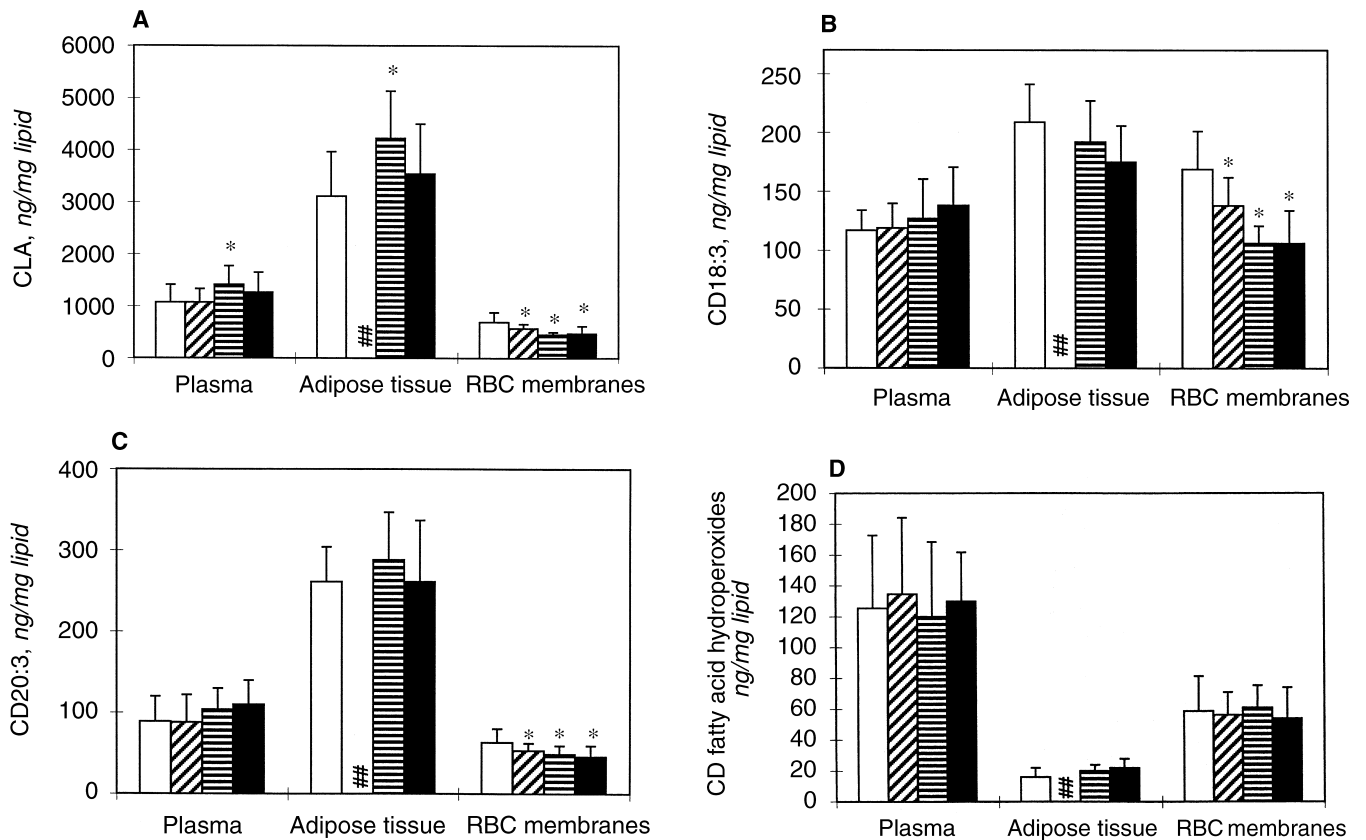 A
CLA, ng/mg lipid
6000
5000
4000
3000
2000
1000
0
*
*
##
* * *
Plasma Adipose tissue RBC membranes
B
CD18:3, ng/mg lipid
250
200
150
100
50
0
##
*
* *
Plasma Adipose tissue RBC membranes
C
CD20:3, ng/mg lipid
400
300
200
100
0
##
* * *
Plasma Adipose tissue RBC membranes
D
CD fatty acid hydroperoxides
ng/mg lipid
200
180
160
140
120
100
80
60
40
20
0
##
Plasma Adipose tissue RBC membranes